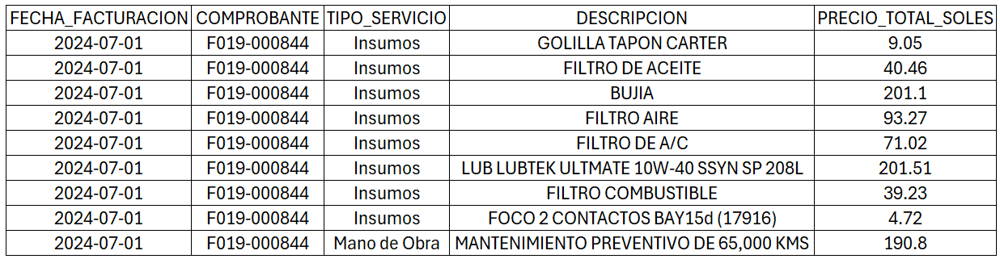 FECHA_FACTURACION COMPROBANTE TIPO_SERVICIO DESCRIPCION PRECIO_TOTAL_SOLES
2024-07-01 F019-000844 Insumos GOLILLA TAPON CARTER 9.05
2024-07-01 F019-000844 Insumos FILTRO DE ACEITE 40.46
2024-07-01 F019-000844 Insumos BUJIA 201.1
2024-07-01 F019-000844 Insumos FILTRO AIRE 93.27
2024-07-01 F019-000844 Insumos FILTRO DE A/C 71.02
2024-07-01 F019-000844 Insumos LUB LUBTEK ULTMATE 10W-40 SSYN SP 208L 201.51
2024-07-01 F019-000844 Insumos FILTRO COMBUSTIBLE 39.23
2024-07-01 F019-000844 Insumos FOCO 2 CONTACTOS BAY15d (17916) 4.72
2024-07-01 F019-000844 Mano de Obra MANTENIMIENTO PREVENTIVO DE 65,000 KMS 190.8